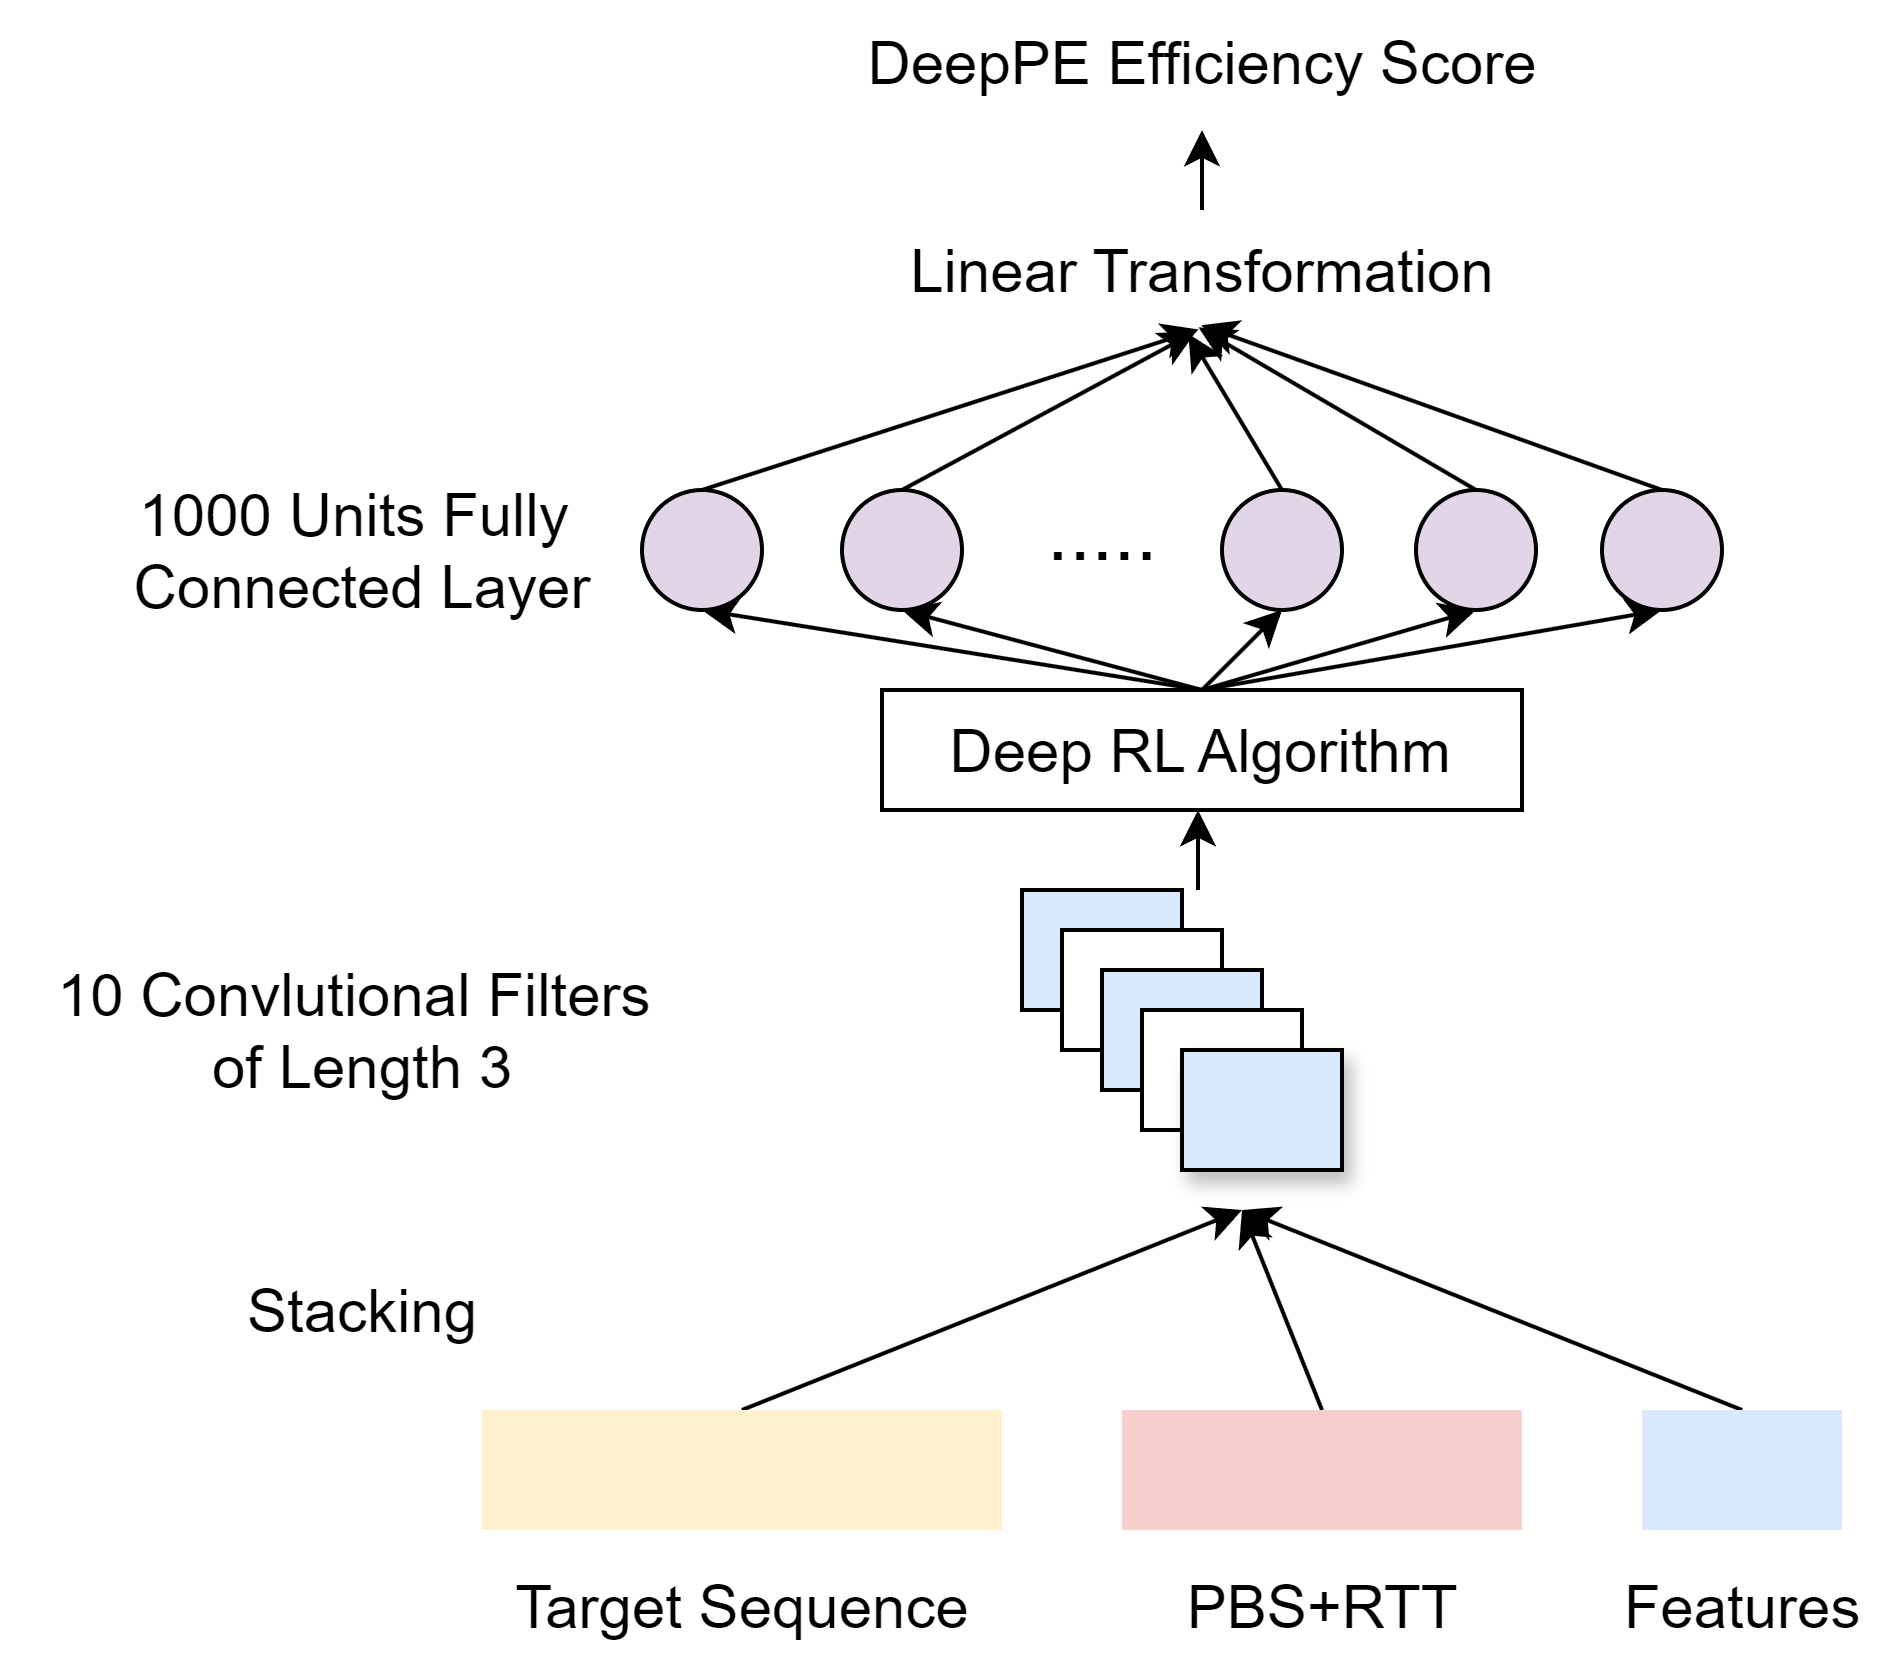 DeepPE Efficiency Score
Linear Transformation
1000 Units Fully
Connected Layer
.....
Deep RL Algorithm
10 Convlutional Filters
of Length 3
Stacking
Target Sequence
PBS+RTT
Features